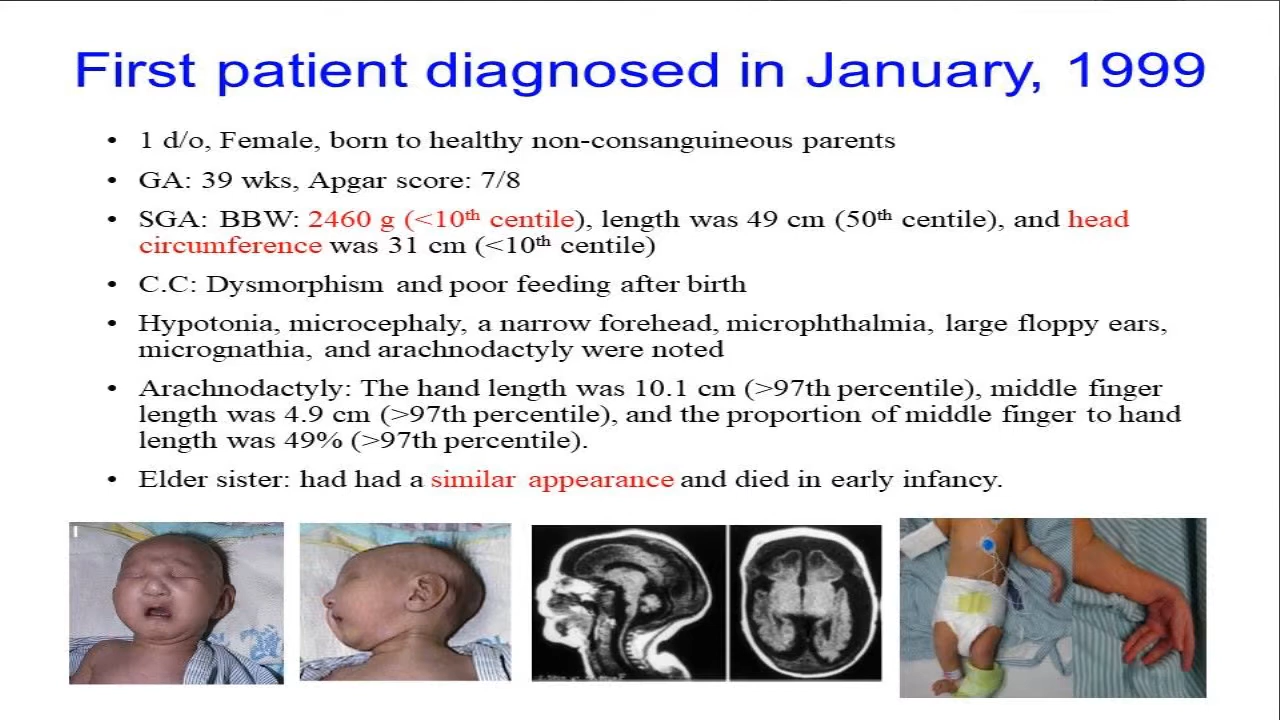 First patient diagnosed in January, 1999
• 1 d/o, Female, born to healthy non-consanguineous parents
• GA: 39 wks, Apgar score: 7/8
• SGA: BBW: 2460 g (<10th centile), length was 49 cm (50th centile), and head
circumference was 31 cm (<10th centile)
• C.C: Dysmorphism and poor feeding after birth
• Hypotonia, microcephaly, a narrow forehead, microphthalmia, large floppy ears,
micrognathia, and arachnodactyly were noted
• Arachnodactyly: The hand length was 10.1 cm (>97th percentile), middle finger
length was 4.9 cm (>97th percentile), and the proportion of middle finger to hand
length was 49% (>97th percentile).
• Elder sister: had had a similar appearance and died in early infancy.